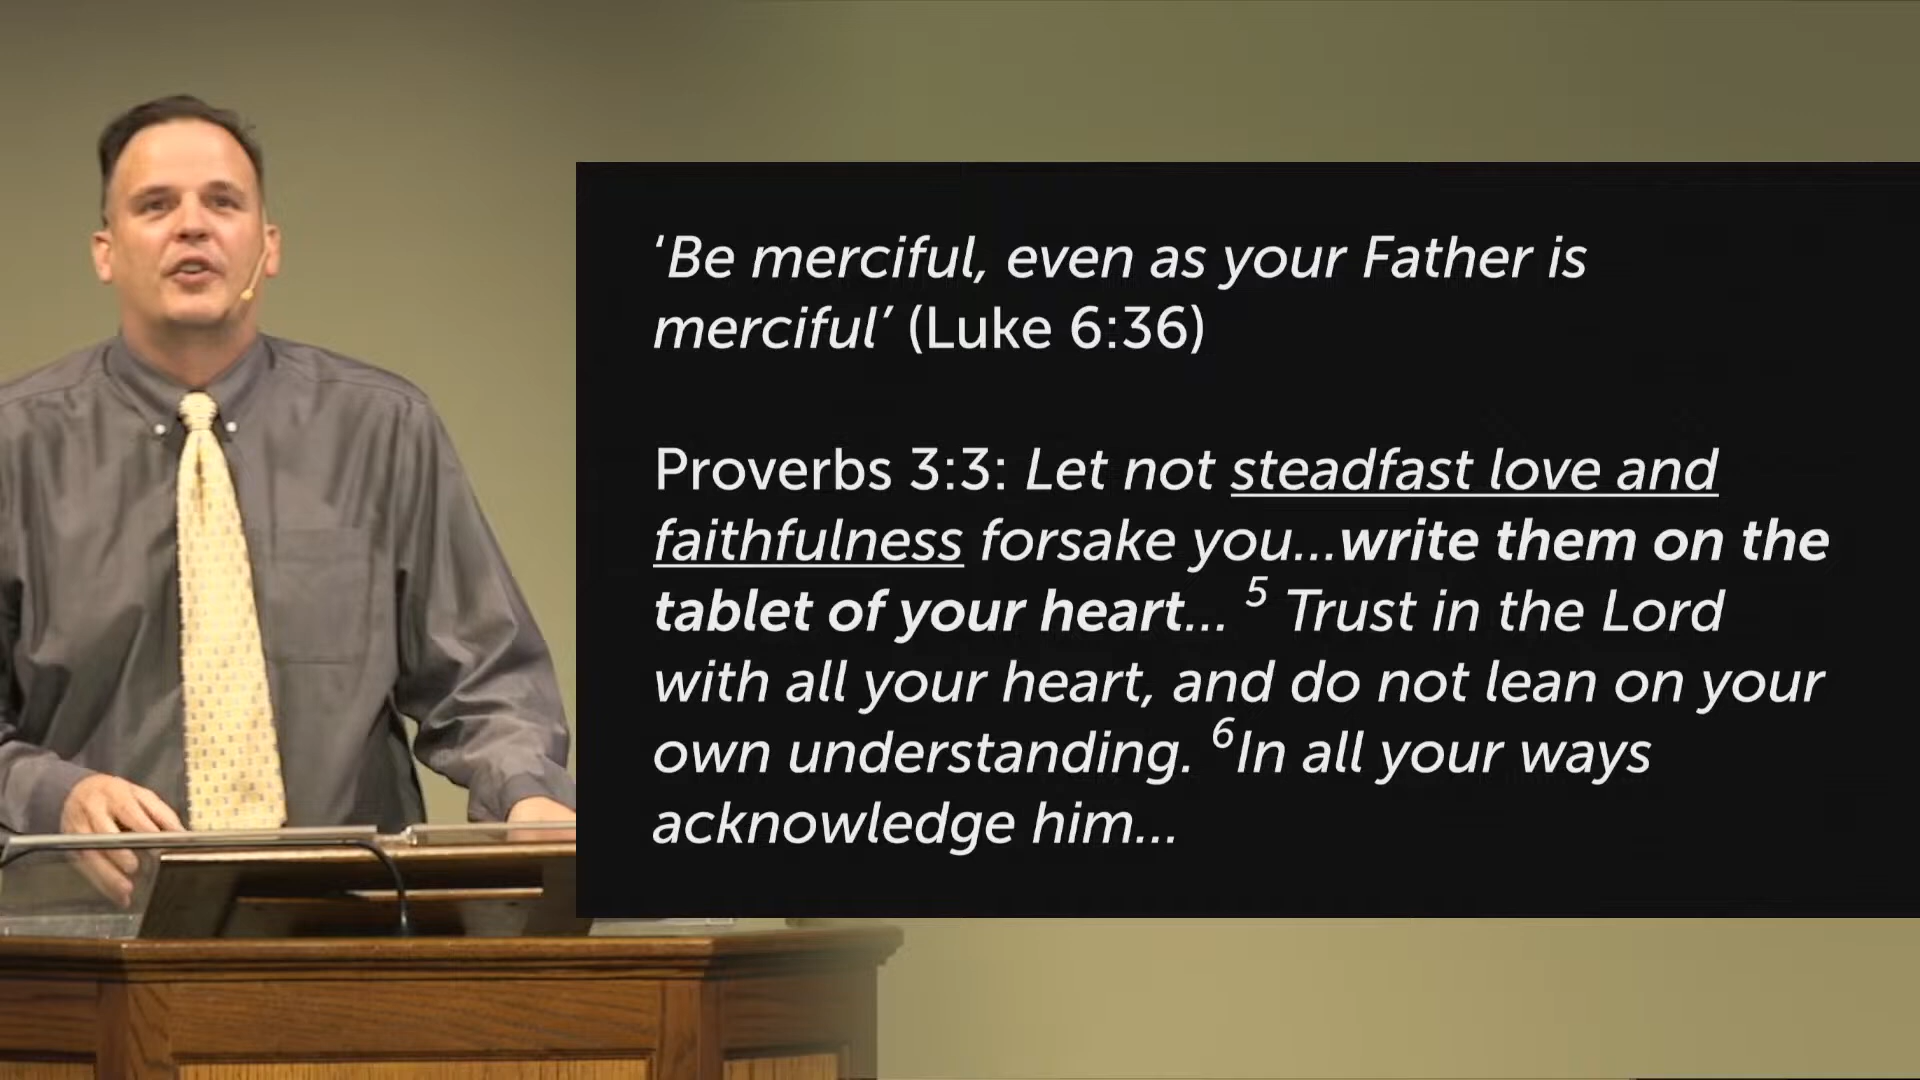 ‘Be merciful, even as your Father is
merciful’ (Luke 6:36)
Proverbs 3:3: Let not steadfast love and
faithfulness forsake you...write them on the
tablet of your heart... ⁵ Trust in the Lord
with all your heart, and do not lean on your
own understanding. ⁶In all your ways
acknowledge him...